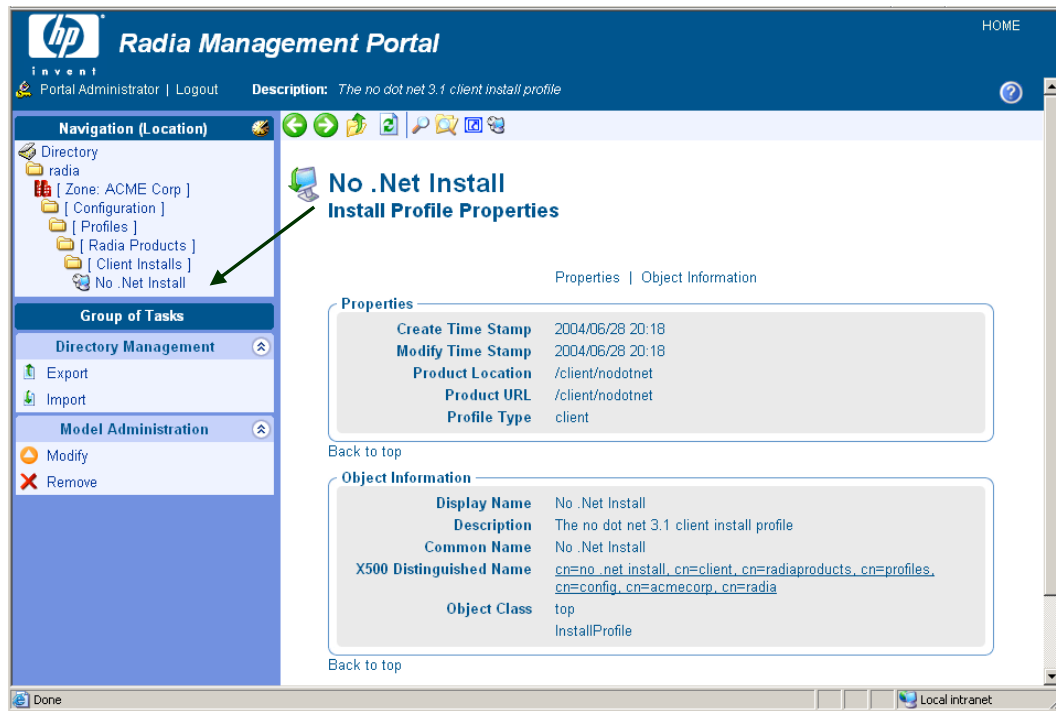 HOME
hp
invent
Radia Management Portal
Portal Administrator | Logout
Description: The no dot net 3.1 client install profile
Navigation (Location)
Directory
radia
[ Zone: ACME Corp ]
[ Configuration ]
[ Profiles ]
[ Radia Products ]
[ Client Installs ]
No .Net Install
Group of Tasks
Directory Management
Export
Import
Model Administration
Modify
Remove
No .Net Install
Install Profile Properties
Properties | Object Information
Properties
Create Time Stamp 2004/06/28 20:18
Modify Time Stamp 2004/06/28 20:18
Product Location /client/nodotnet
Product URL /client/nodotnet
Profile Type client
Back to top
Object Information
Display Name No .Net Install
Description The no dot net 3.1 client install profile
Common Name No .Net Install
X500 Distinguished Name cn=no .net install, cn=client, cn=radiaproducts, cn=profiles,
cn=config, cn=acmecorp, cn=radia
Object Class top
InstallProfile
Back to top
Done
Local intranet